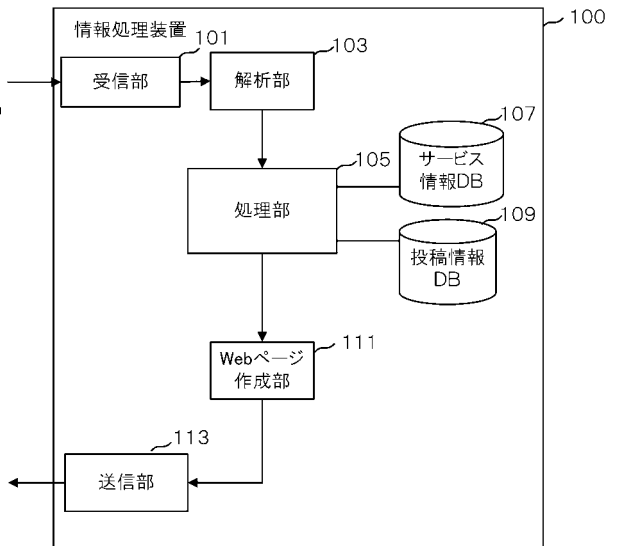 情報処理装置
100
101
103
受信部
解析部
107
サービス
情報DB
105
処理部
109
投稿情報
DB
111
Webページ
作成部
113
送信部